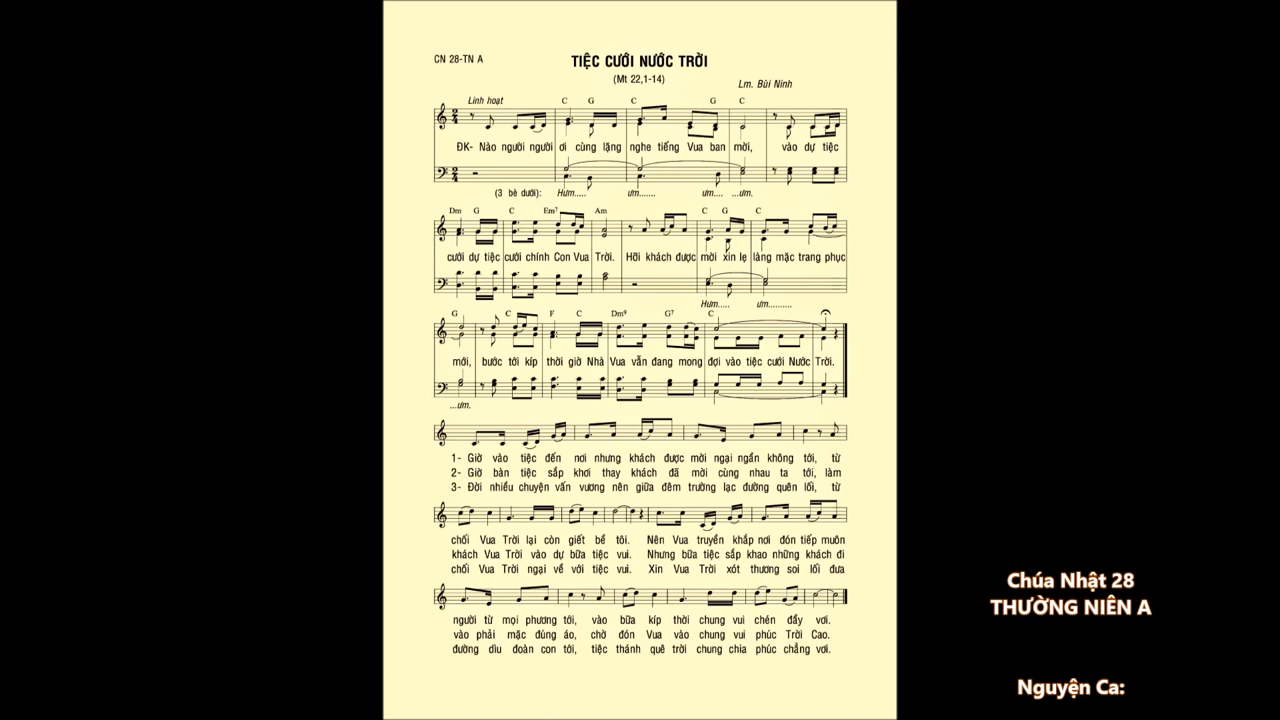 CN 28-TN A
TIỆC CƯỚI NƯỚC TRỜI
(Mt 22,1-14)
Lm. Bùi Ninh
Linh hoạt
C G C G C
ĐK- Nào người người ơi cùng lặng nghe tiếng Vua ban mời, vào dự tiệc
(3 bè dưới): Hưm..... ưm....... ưm.... ...ưm.
Dm G C Em7 Am C G C
cưới dự tiệc cưới chính Con Vua Trời. Hỡi khách được mời xin lẹ làng mặc trang phục
Hưm..... ưm..........
G C F C Dm9 G7 C
mới, bước tới kíp thời giờ Nhà Vua vẫn đang mong đợi vào tiệc cưới Nước Trời.
...ưm.
1- Giờ vào tiệc đến nơi nhưng khách được mời ngại ngần không tới, từ
2- Giờ bàn tiệc sắp khơi thay khách đã mời cùng nhau ta tới, làm
3- Đời nhiều chuyện vấn vương nên giữa đêm trường lạc đường quên lối, từ
chối Vua Trời lại còn giết bề tôi. Nên Vua truyền khắp nơi đón tiếp muôn
khách Vua Trời vào dự bữa tiệc vui. Nhưng bữa tiệc sắp khao những khách đi
chối Vua Trời ngại về với tiệc vui. Xin Vua Trời xót thương soi lối đưa
người từ mọi phương tới, vào bữa kíp thời chung vui chén đầy vơi.
vào phải mặc đúng áo, chờ đón Vua vào chung vui phúc Trời Cao.
đường dìu đoàn con tới, tiệc thánh quê trời chung chia phúc chẳng vơi.
Chúa Nhật 28
THƯỜNG NIÊN A
Nguyện Ca: